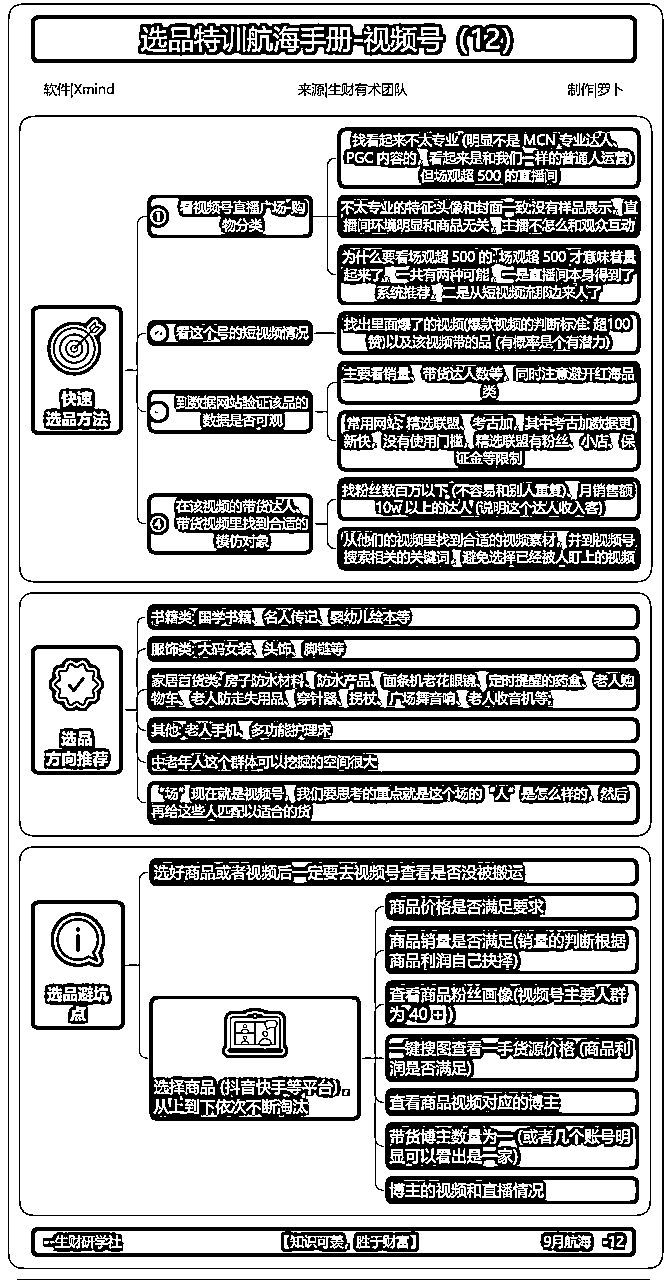 选品特训航海手册-视频号（12）
软件|Xmind
来源|生财有术团队
制作|罗卜
快速
选品方法
① 看视频号直播广场-购
物分类
找起来不太专业 (明显不是 MCN 专业达人、
PGC 内容的，看起来是和我们一样的普通人运营)
但场观超 500 的直播间
不太专业的特征:头像和封面一致:没有样品展示、直
播间环境明显和商品无关、主播不怎么和观众互动
为什么要看场观超 500 的: 场观超 500 才意味着量
起来了，一共有两种可能，一是直播间本身得到了
系统推荐，二是从短视频流那边来人了
看这个号的短视频情况
找出里面爆了的视频(爆款视频的判断标准: 超100
赞)以及该视频带的品 (有概率是个有潜力)
到数据网站验证该品的
数据是否可观
主要看销量、带货达人数等，同时注意避开红海品
类
常用网站: 精选联盟、考古加，其中考古加数据更
新快，没有使用门槛，精选联盟有粉丝、小店、保
证金等限制
④ 在该视频的带货达人、
带货视频里找到合适的
模仿对象
找粉丝数百万以下 (不容易和别人重复)、月销售额
10w 以上的达人 (说明这个达人收入客)
从他们的视频里找到合适的视频素材，并到视频号
搜索相关的关键词，避免选择已经被人盯上的视频
选品
方向推荐
书籍类: 国学书籍、名人传记、婴幼儿绘本等
服饰类: 大码女装、头饰、脚链等
家居百货类: 房子防水材料、防水产品、面条机老花眼镜、定时提醒的药盒、老人购
物车、老人防走失用品、穿针器、拐杖、广场舞音响、老人收音机等;
其他: 老人手机、多功能护理床
中老年人这个群体可以挖掘的空间很大
“场”现在就是视频号，我们要思考的重点就是这个场的“人”是怎么样的，然后
再给这些人匹配以适合的货
选品避坑
点
选好商品或者视频后一定要去视频号查看是否没被搬运
选择商品 (抖音快手等平台)，
从上到下依次不断淘汰
商品价格是否满足要求
商品销量是否满足(销量的判断根据
商品利润自己抉择)
查看商品粉丝画像(视频号主要人群
为 40 +)
一键搜图查看一手货源价格 (商品利
润是否满足)
查看商品视频对应的博主
带货博主数量为一 (或者几个账号明
显可以看出是一家)
博主的视频和直播情况
—生财研学社
【知识可羡，胜于财富】
9月航海 -12